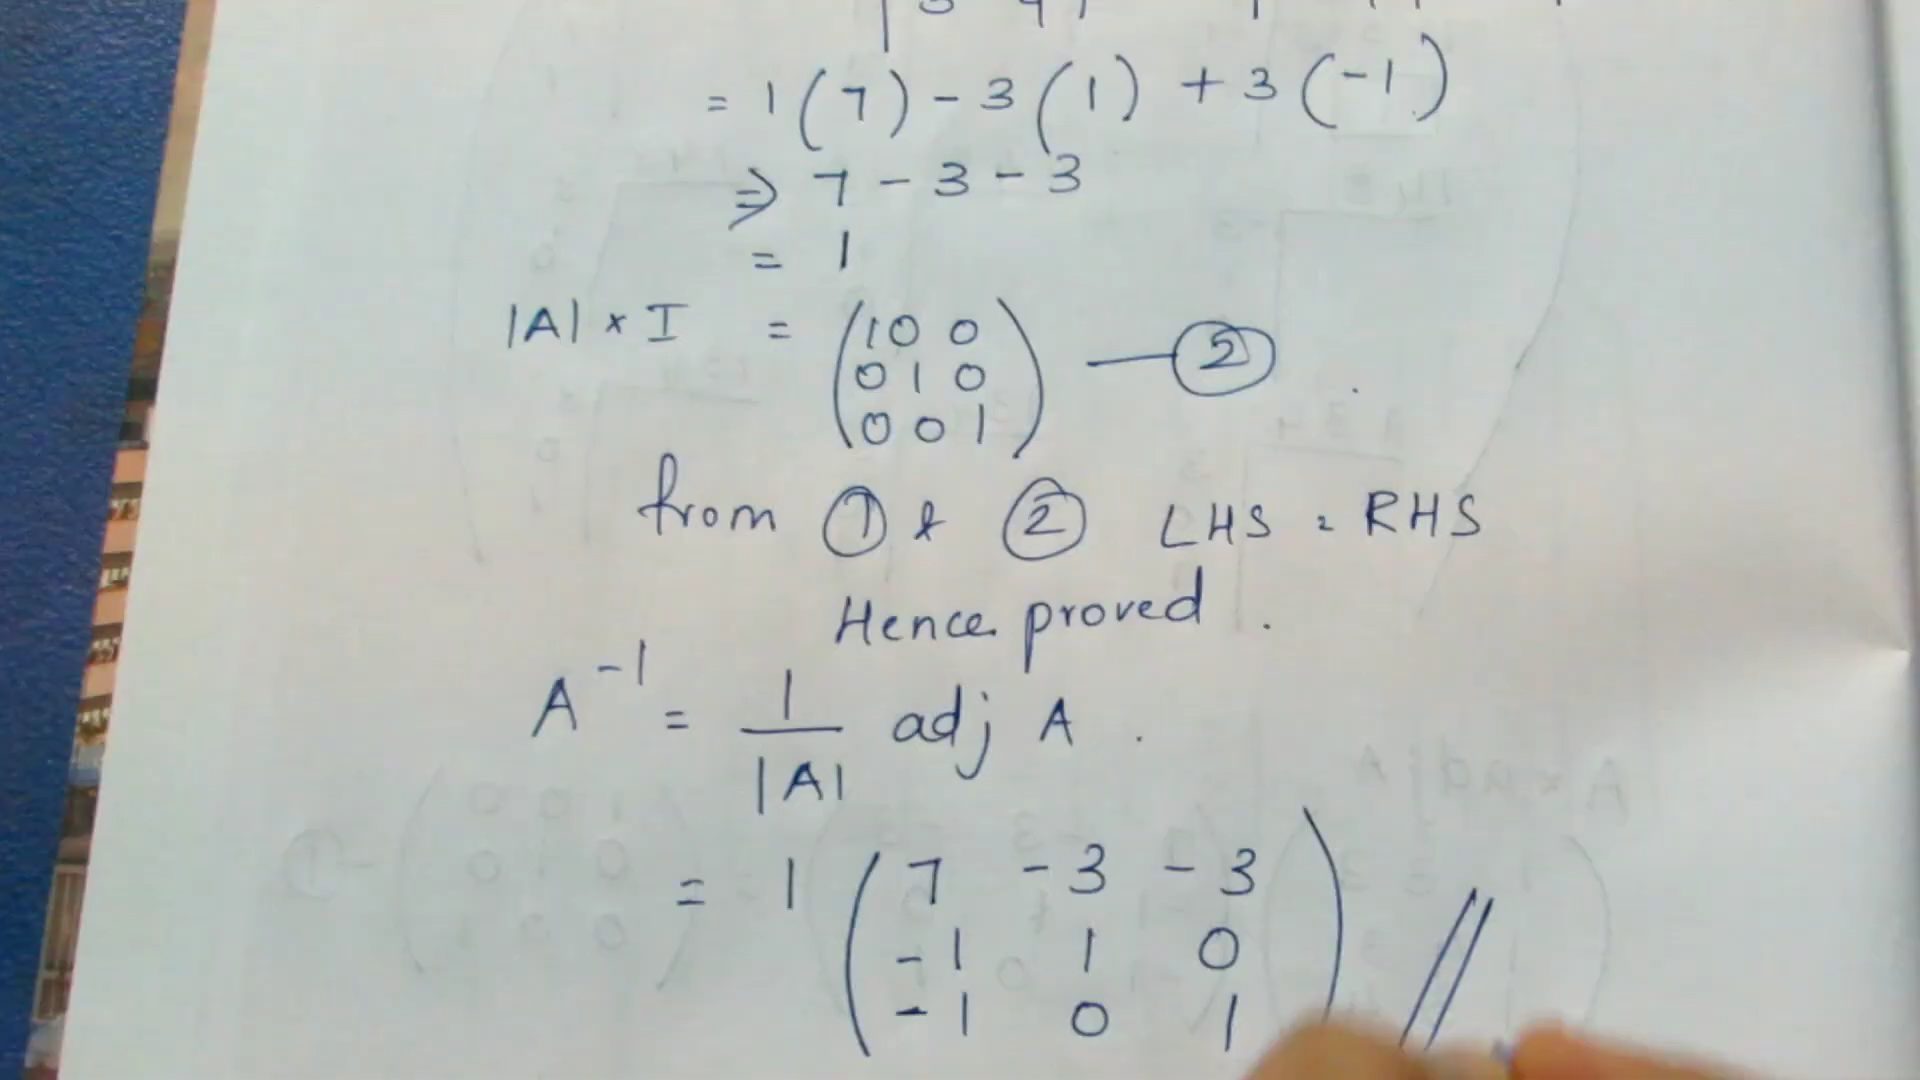 = 1 (7) - 3 (1) + 3 (-1)
⇒ 7 - 3 - 3
= 1
|A| × I = (1 0 0
0 1 0
0 0 1) — ②
from ① & ② LHS = RHS
Hence proved.
A⁻¹ = 1/|A| adj A.
= 1 (7 -3 -3
-1 1 0
-1 0 1) //